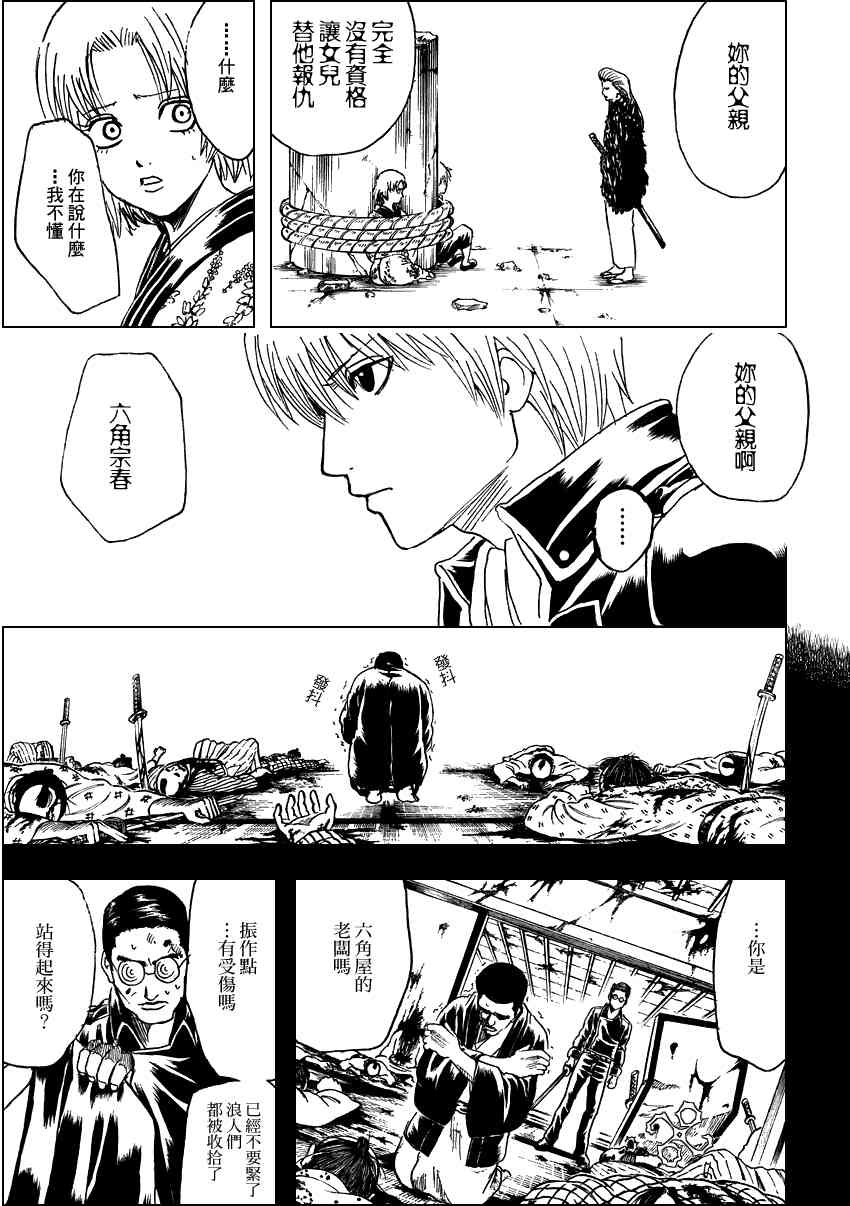 妳的父親
完全
沒有資格
讓女兒
替他報仇
……什麼
你在說什麼
…我不懂
妳的父親啊
……
六角宗春
發抖
發抖
…你是
六角屋的
老闆嗎
振作點
…有受傷嗎
站得起來嗎？
已經不要緊了
浪人們
都被收拾了